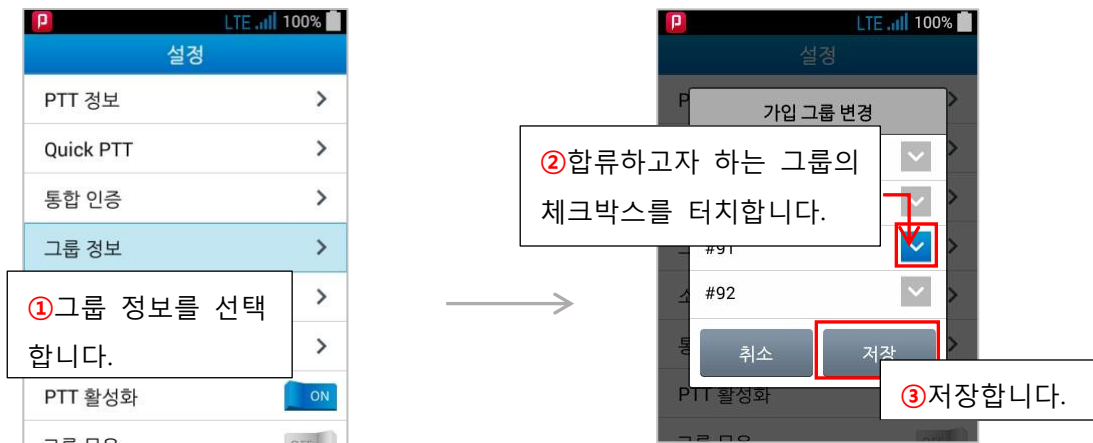 LTE 100%
설정
PTT 정보
Quick PTT
통합 인증
그룹 정보
①그룹 정보를 선택
합니다.
PTT 활성화
ON
LTE 100%
설정
가입 그룹 변경
②합류하고자 하는 그룹의
체크박스를 터치합니다.
#91
#92
취소
저장
③저장합니다.
PTT 활성화